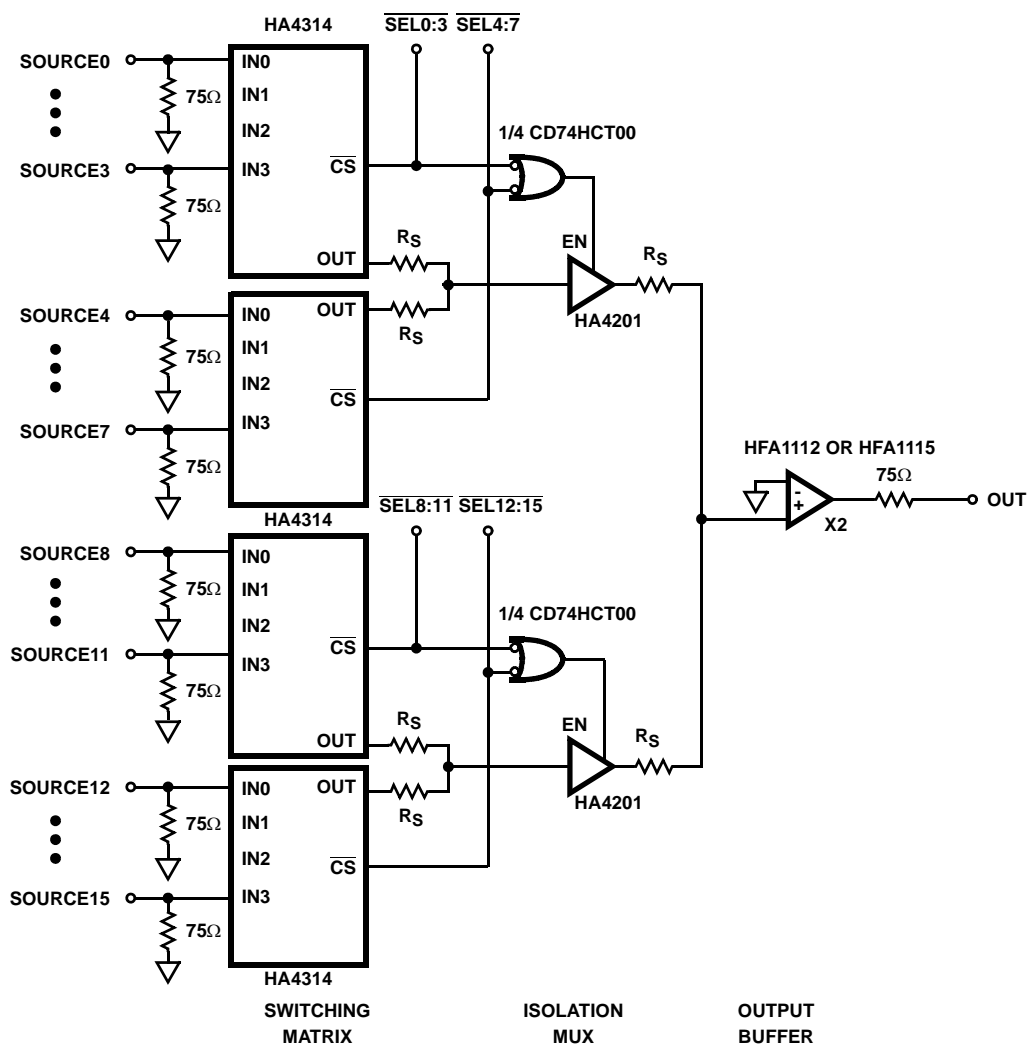 HA4314
SEL0:3 SEL4:7
SOURCE0
IN0
75Ω
IN1
IN2
1/4 CD74HCT00
SOURCE3
IN3
CS
75Ω
OUT
RS
EN
RS
HA4201
SOURCE4
IN0
OUT
RS
75Ω
IN1
IN2
CS
SOURCE7
IN3
75Ω
HFA1112 OR HFA1115
75Ω
-
+
X2
OUT
HA4314
SEL8:11 SEL12:15
SOURCE8
IN0
75Ω
IN1
IN2
1/4 CD74HCT00
SOURCE11
IN3
CS
75Ω
OUT
RS
EN
RS
HA4201
SOURCE12
IN0
OUT
RS
75Ω
IN1
IN2
CS
SOURCE15
IN3
75Ω
HA4314
SWITCHING
MATRIX
ISOLATION
MUX
OUTPUT
BUFFER